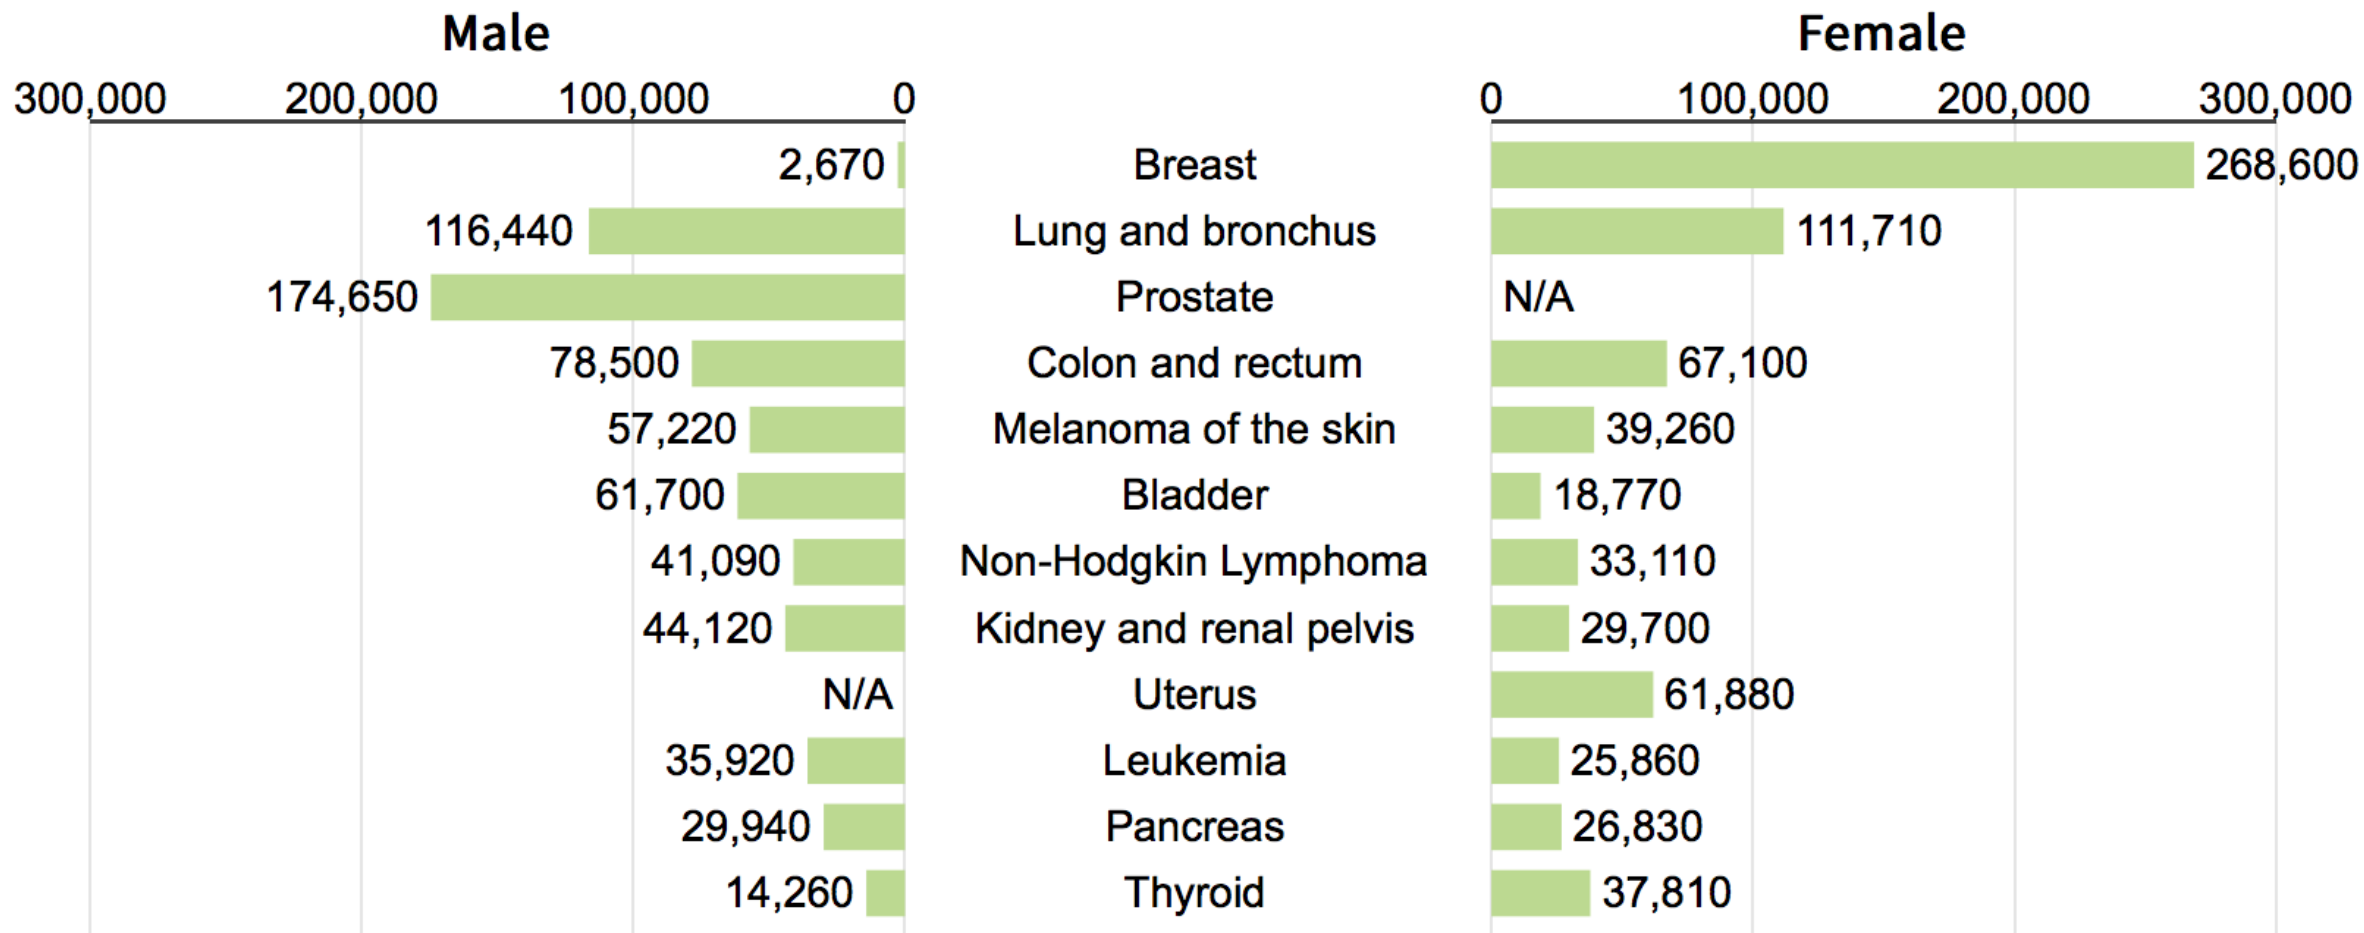 Male Female
300,000 200,000 100,000 0 0 100,000 200,000 300,000
2,670 Breast 268,600
116,440 Lung and bronchus 111,710
174,650 Prostate N/A
78,500 Colon and rectum 67,100
57,220 Melanoma of the skin 39,260
61,700 Bladder 18,770
41,090 Non-Hodgkin Lymphoma 33,110
44,120 Kidney and renal pelvis 29,700
N/A Uterus 61,880
35,920 Leukemia 25,860
29,940 Pancreas 26,830
14,260 Thyroid 37,810